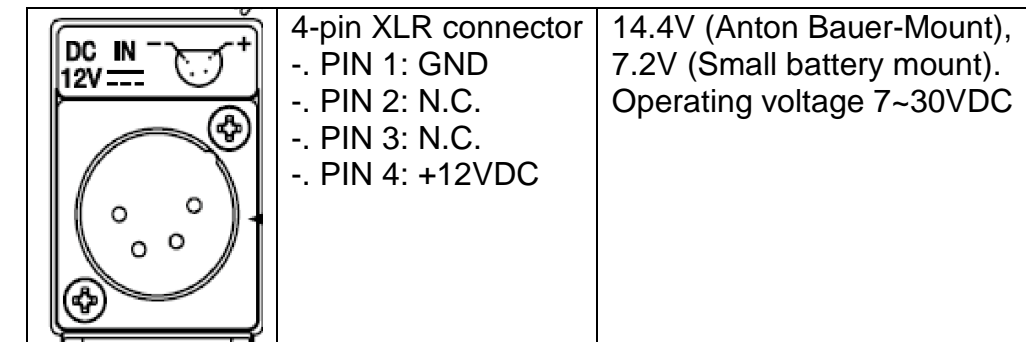 DC IN - +
12V
4-pin XLR connector
-. PIN 1: GND
-. PIN 2: N.C.
-. PIN 3: N.C.
-. PIN 4: +12VDC
14.4V (Anton Bauer-Mount),
7.2V (Small battery mount).
Operating voltage 7~30VDC